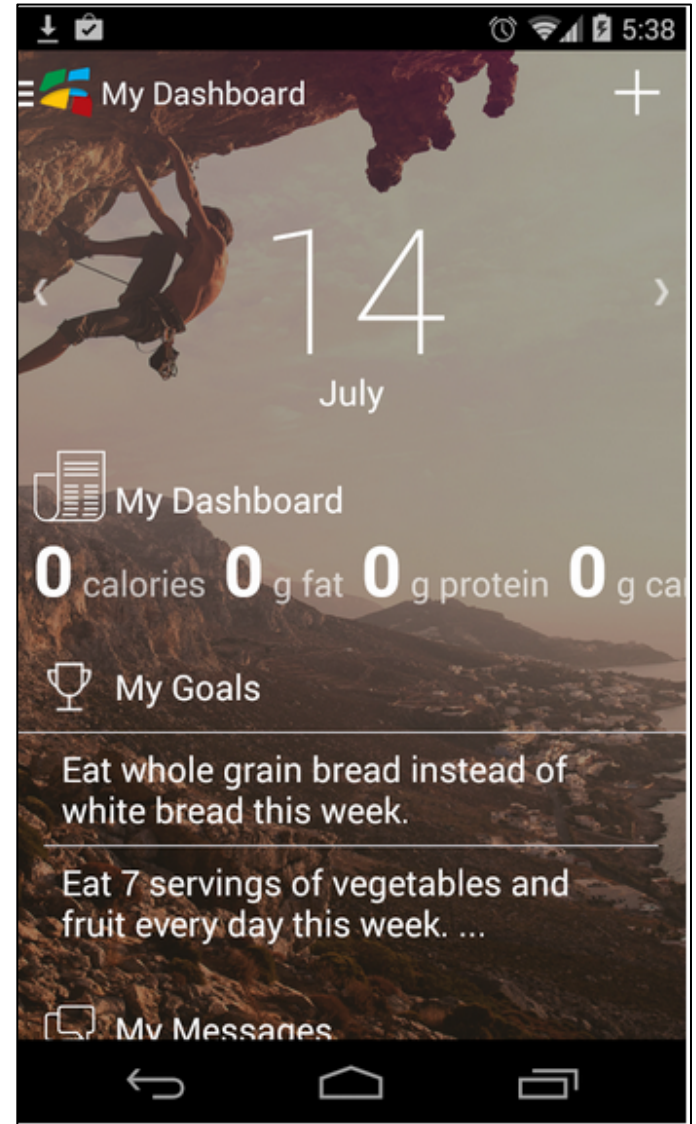 5:38
My Dashboard
14
July
My Dashboard
0 calories 0 g fat 0 g protein 0 g ca
My Goals
Eat whole grain bread instead of
white bread this week.
Eat 7 servings of vegetables and
fruit every day this week. ...
My Messages